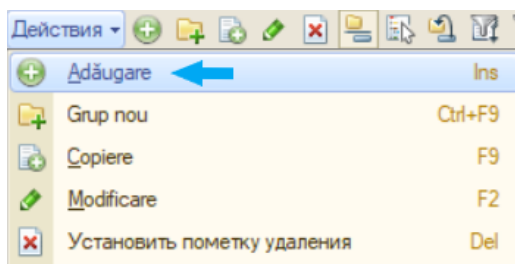 Действия
Adăugare Ins
Grup nou Ctrl+F9
Copiere F9
Modificare F2
Установить пометку удаления Del